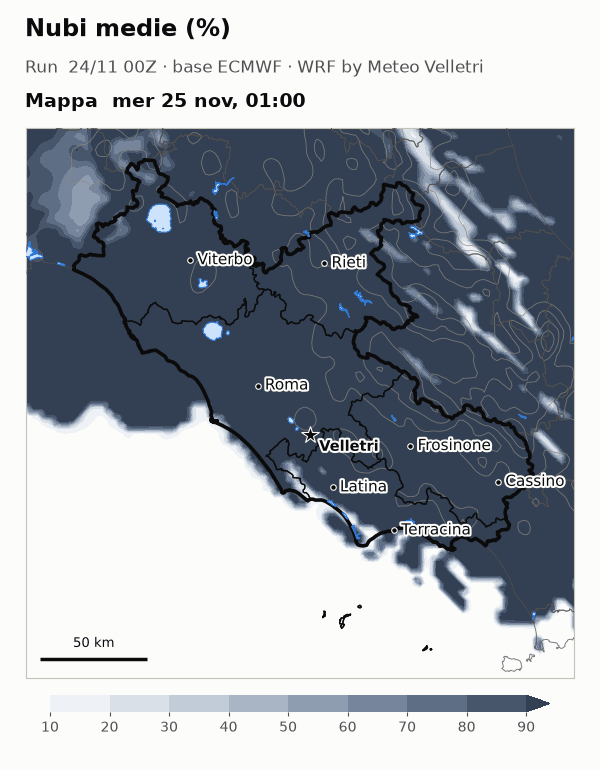 Nubi medie (%)
Run  24/11 00Z · base ECMWF · WRF by Meteo Velletri
Mappa  mer 25 nov, 01:00
Viterbo
Rieti
Roma
Velletri
Frosinone
Cassino
Latina
Terracina
50 km
10 20 30 40 50 60 70 80 90